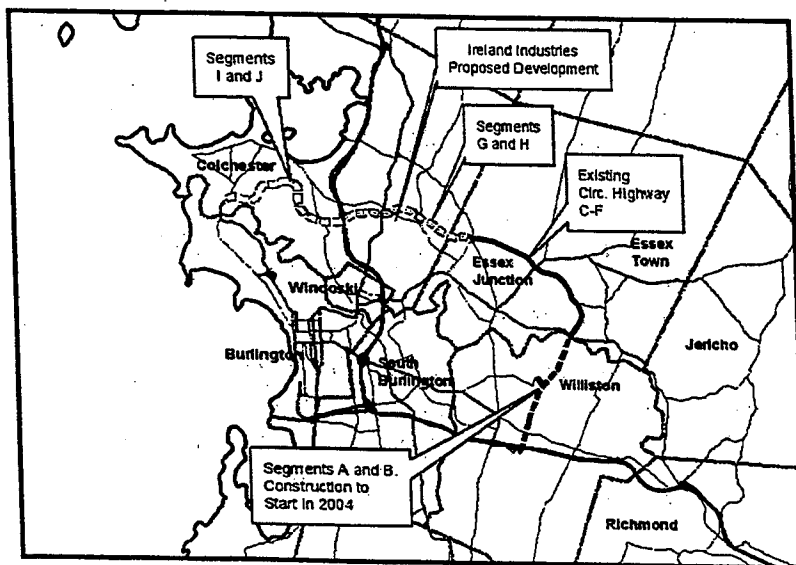 Segments
I and J
Ireland Industries
Proposed Development
Segments
G and H
Colchester
Existing
Circ. Highway
C-F
Essex
Town
Essex
Junction
Winooski
Jericho
Burlington
South
Burlington
Williston
Segments A and B.
Construction to
Start in 2004
Richmond